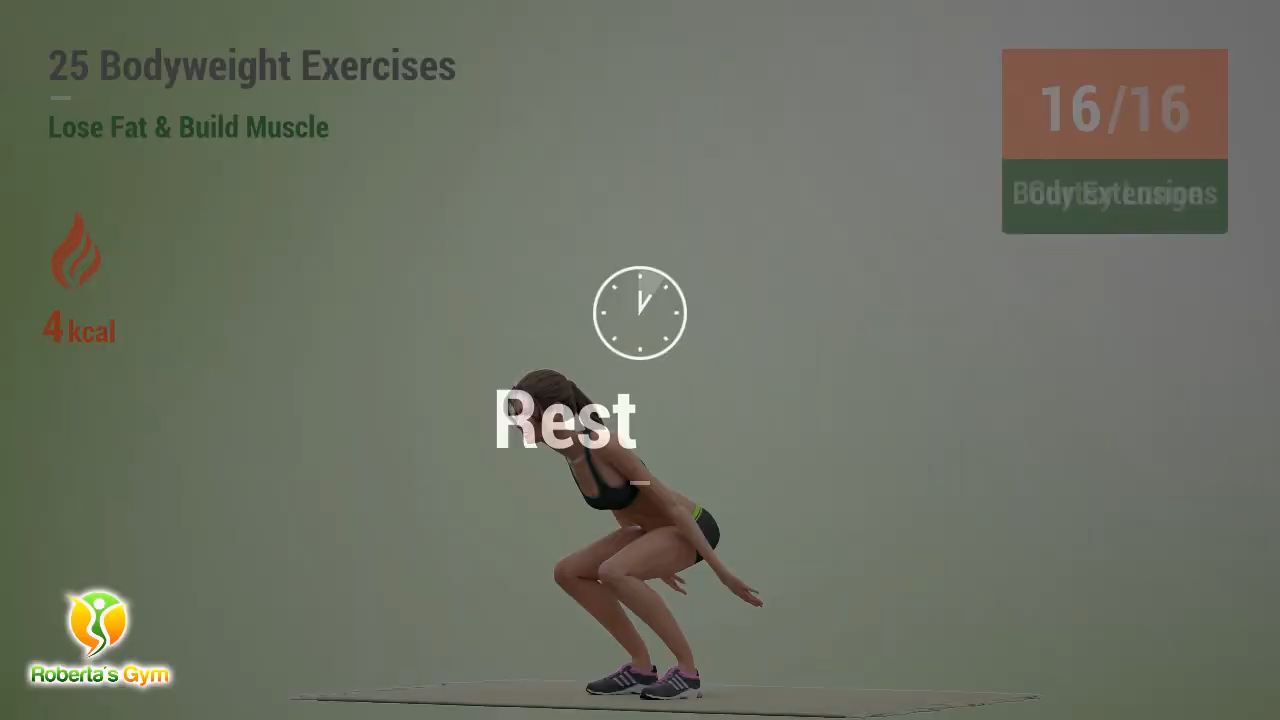 25 Bodyweight Exercises
Lose Fat & Build Muscle
16/16
4 kcal
Rest
Roberta's Gym